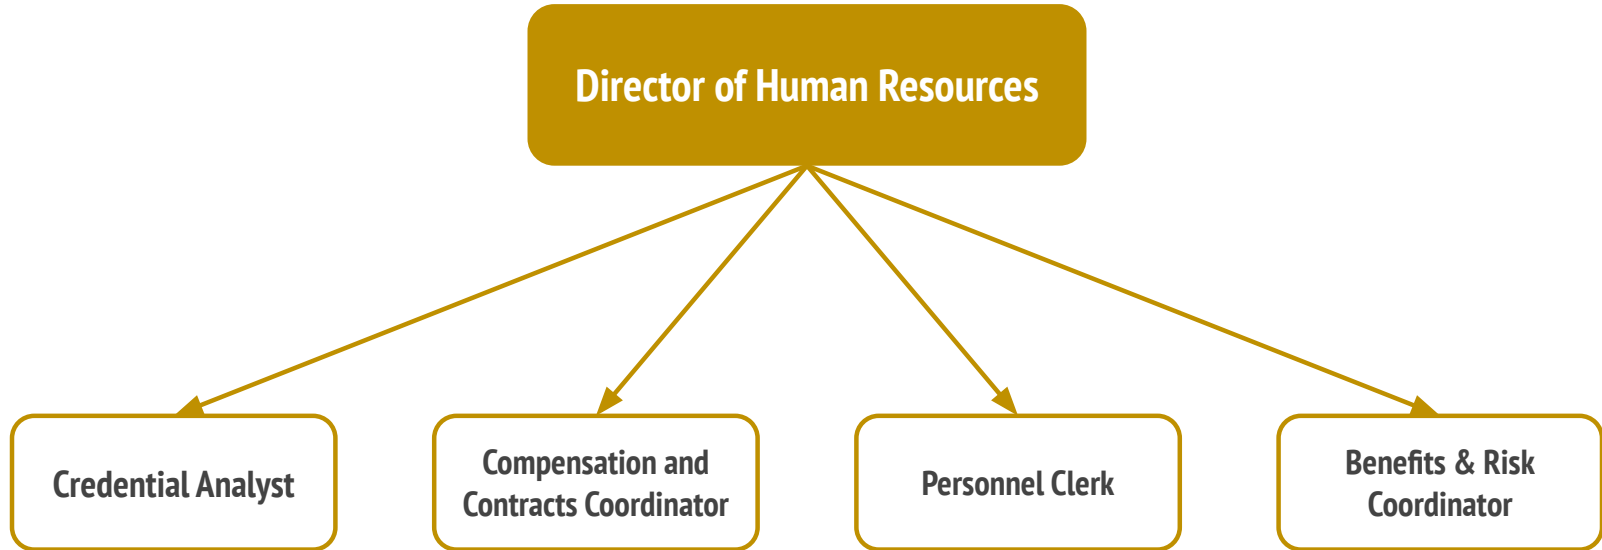 Director of Human Resources
Credential Analyst
Compensation and
Contracts Coordinator
Personnel Clerk
Benefits & Risk
Coordinator